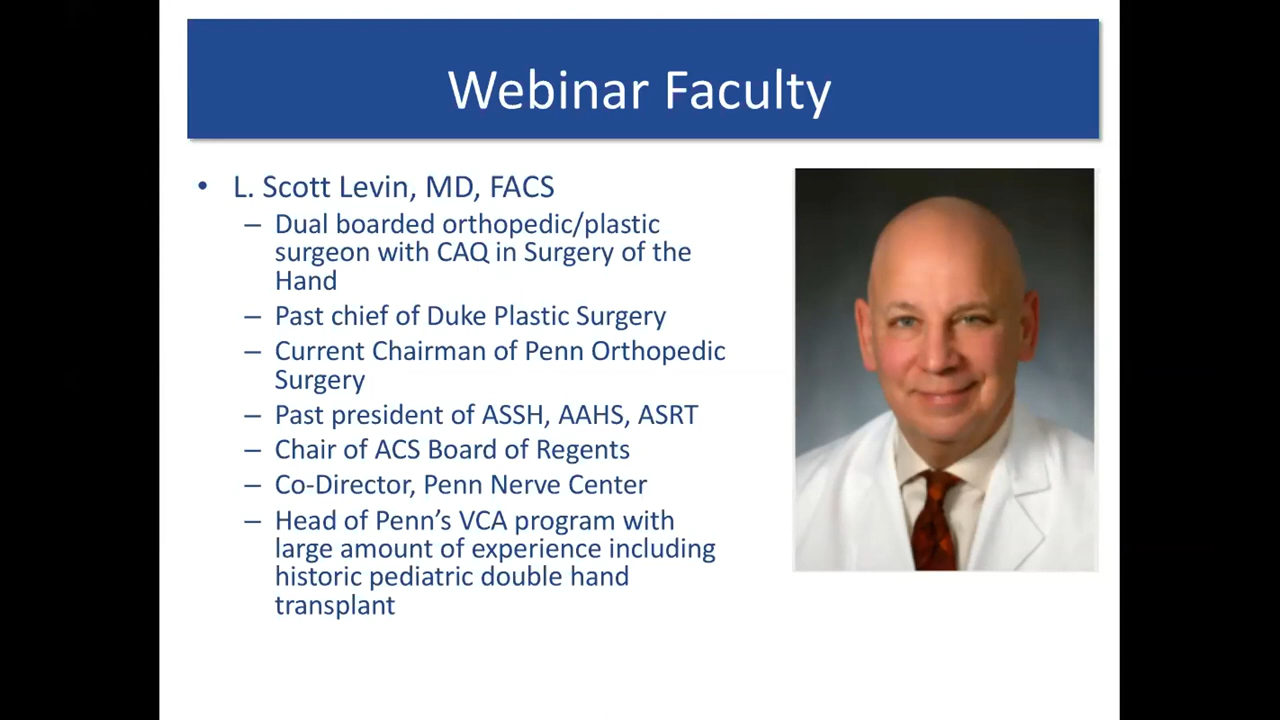 Webinar Faculty
• L. Scott Levin, MD, FACS
– Dual boarded orthopedic/plastic
surgeon with CAQ in Surgery of the
Hand
– Past chief of Duke Plastic Surgery
– Current Chairman of Penn Orthopedic
Surgery
– Past president of ASSH, AAHS, ASRT
– Chair of ACS Board of Regents
– Co-Director, Penn Nerve Center
– Head of Penn’s VCA program with
large amount of experience including
historic pediatric double hand
transplant